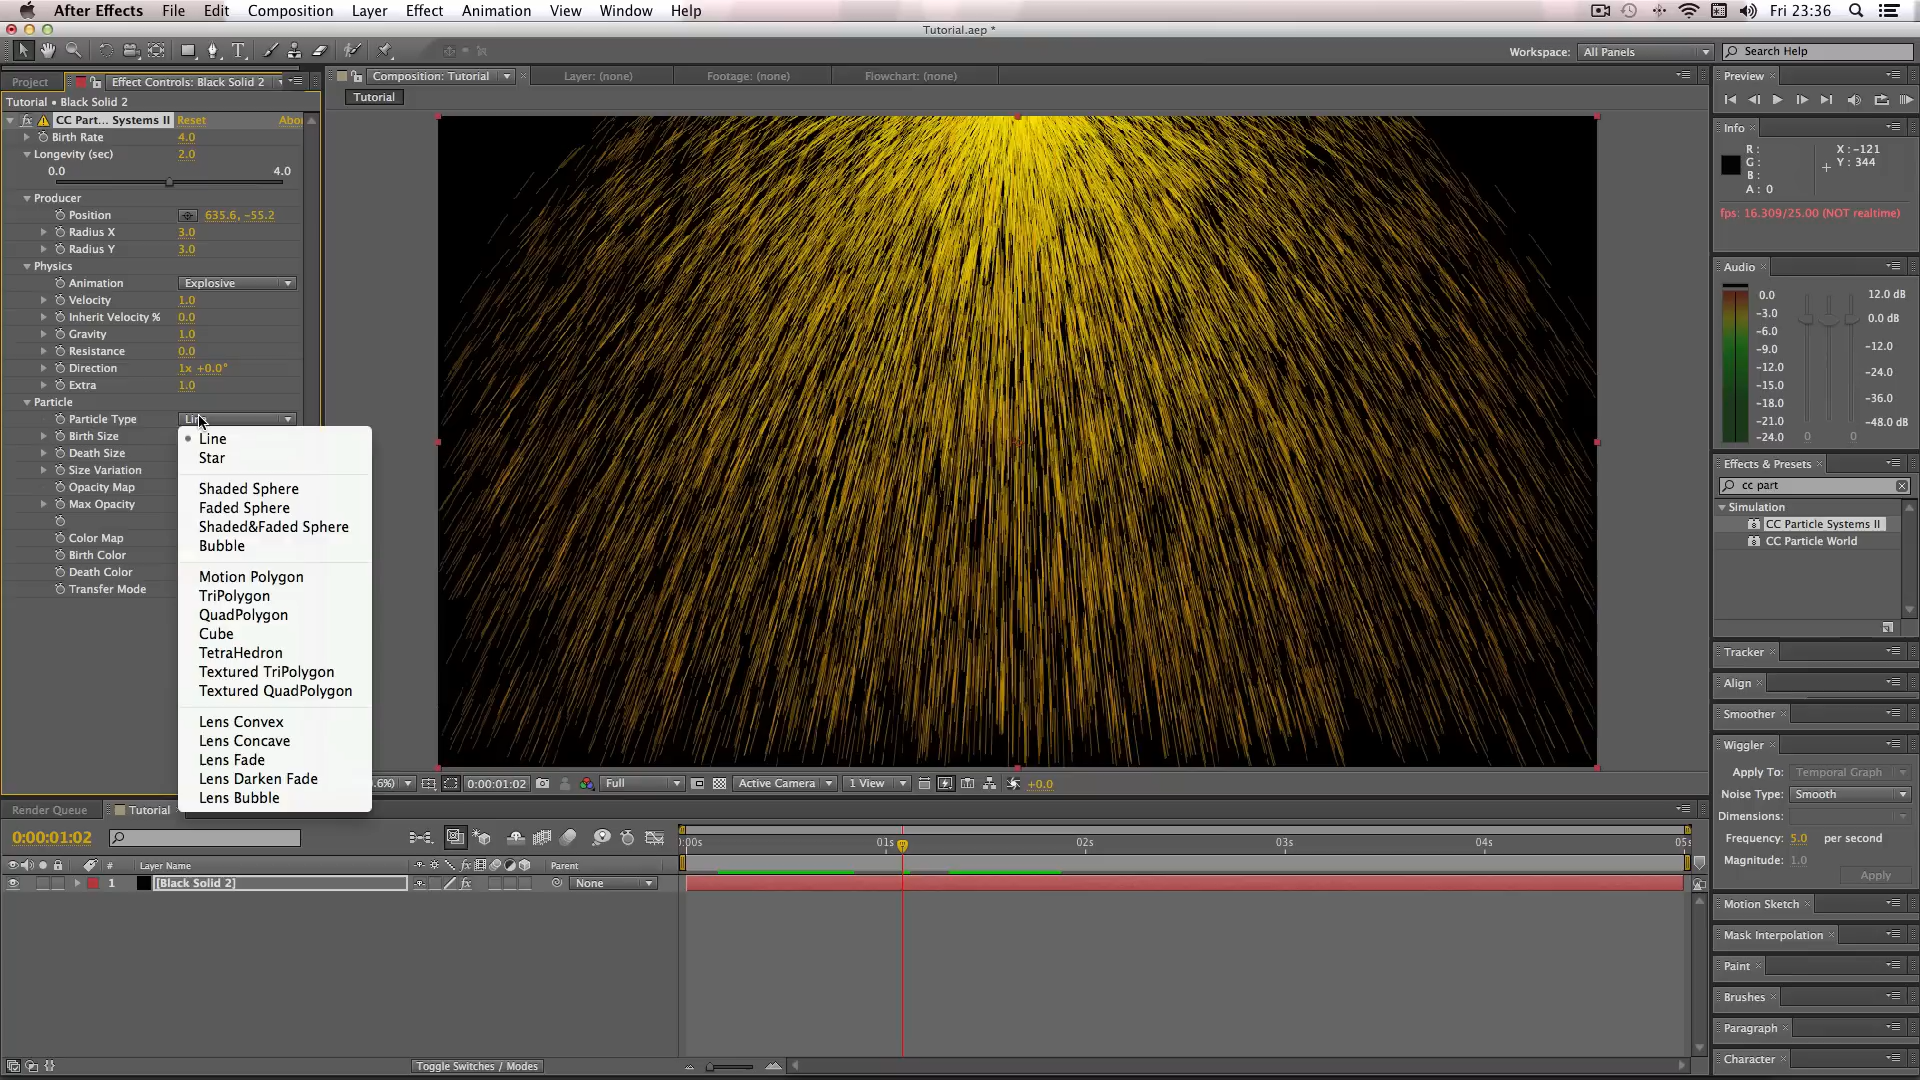 After Effects File Edit Composition Layer Effect Animation View Window Help Fri 23:36
Tutorial.aep *
Workspace: All Panels Search Help
Project Effect Controls: Black Solid 2 Composition: Tutorial Layer: (none) Footage: (none) Flowchart: (none) Preview
Tutorial • Black Solid 2 Tutorial
CC Part... Systems II Reset Abo
Birth Rate 4.0
Longevity (sec) 2.0
0.0 4.0
Producer
Position 635.6, -55.2
Radius X 3.0
Radius Y 3.0
Physics
Animation Explosive
Velocity 1.0
Inherit Velocity % 0.0
Gravity 1.0
Resistance 0.0
Direction 1x +0.0°
Extra 1.0
Particle
Particle Type
Birth Size
Death Size
Size Variation
Opacity Map
Max Opacity
Color Map
Birth Color
Death Color
Transfer Mode
Line
Star
Shaded Sphere
Faded Sphere
Shaded&Faded Sphere
Bubble
Motion Polygon
TriPolygon
QuadPolygon
Cube
TetraHedron
Textured TriPolygon
Textured QuadPolygon
Lens Convex
Lens Concave
Lens Fade
Lens Darken Fade
Lens Bubble
.6%) 0:00:01:02 Full Active Camera 1 View +0.0
Info
R: X: -121
G: Y: 344
B:
A: 0
fps: 16.309/25.00 (NOT realtime)
Audio
0.0 12.0 dB
-3.0 0.0 dB
-6.0
-9.0 -12.0
-12.0
-15.0 -24.0
-18.0 -36.0
-21.0 -48.0 dB
-24.0 0 0
Effects & Presets
cc part
Simulation
CC Particle Systems II
CC Particle World
Tracker
Align
Smoother
Wiggler
Apply To: Temporal Graph
Noise Type: Smooth
Dimensions:
Frequency: 5.0 per second
Magnitude: 1.0
Apply
Motion Sketch
Mask Interpolation
Paint
Brushes
Paragraph
Character
Render Queue Tutorial
0:00:01:02 0:00s 01s 02s 03s 04s 05s
# Layer Name fx Parent
1 [Black Solid 2] fx None
Toggle Switches / Modes